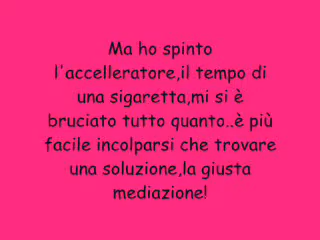 Ma ho spinto
l'accelleratore,il tempo di
una sigaretta,mi si è
bruciato tutto quanto..è più
facile incolparsi che trovare
una soluzione,la giusta
mediazione!